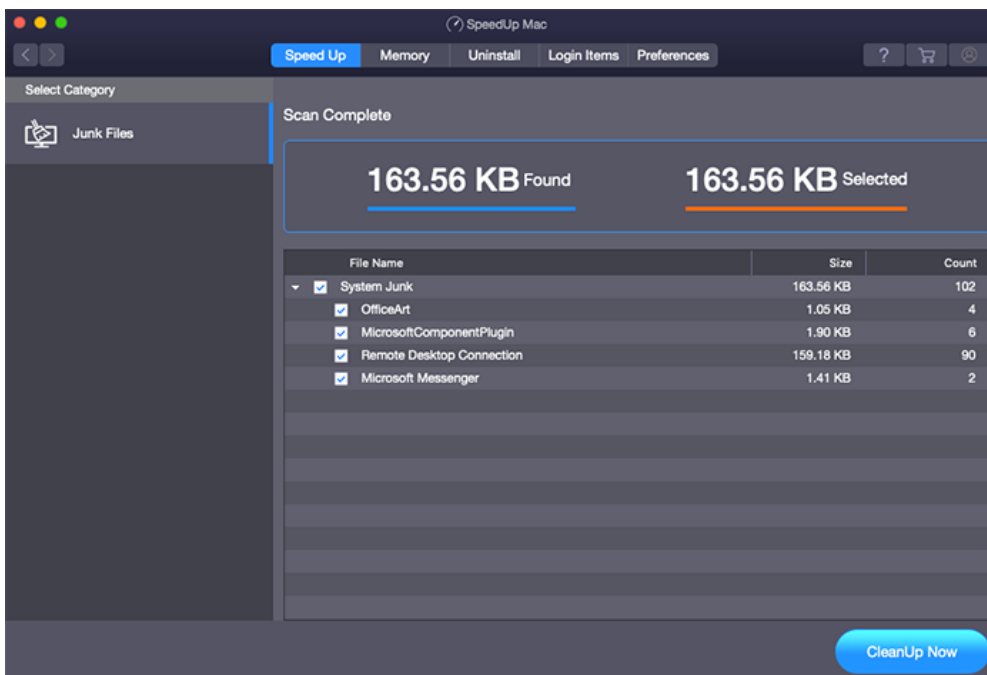 SpeedUp Mac
Speed Up Memory Uninstall Login Items Preferences ?
Select Category
Junk Files
Scan Complete
163.56 KB Found 163.56 KB Selected
File Name Size Count
System Junk 163.56 KB 102
OfficeArt 1.05 KB 4
MicrosoftComponentPlugin 1.90 KB 6
Remote Desktop Connection 159.18 KB 90
Microsoft Messenger 1.41 KB 2
CleanUp Now